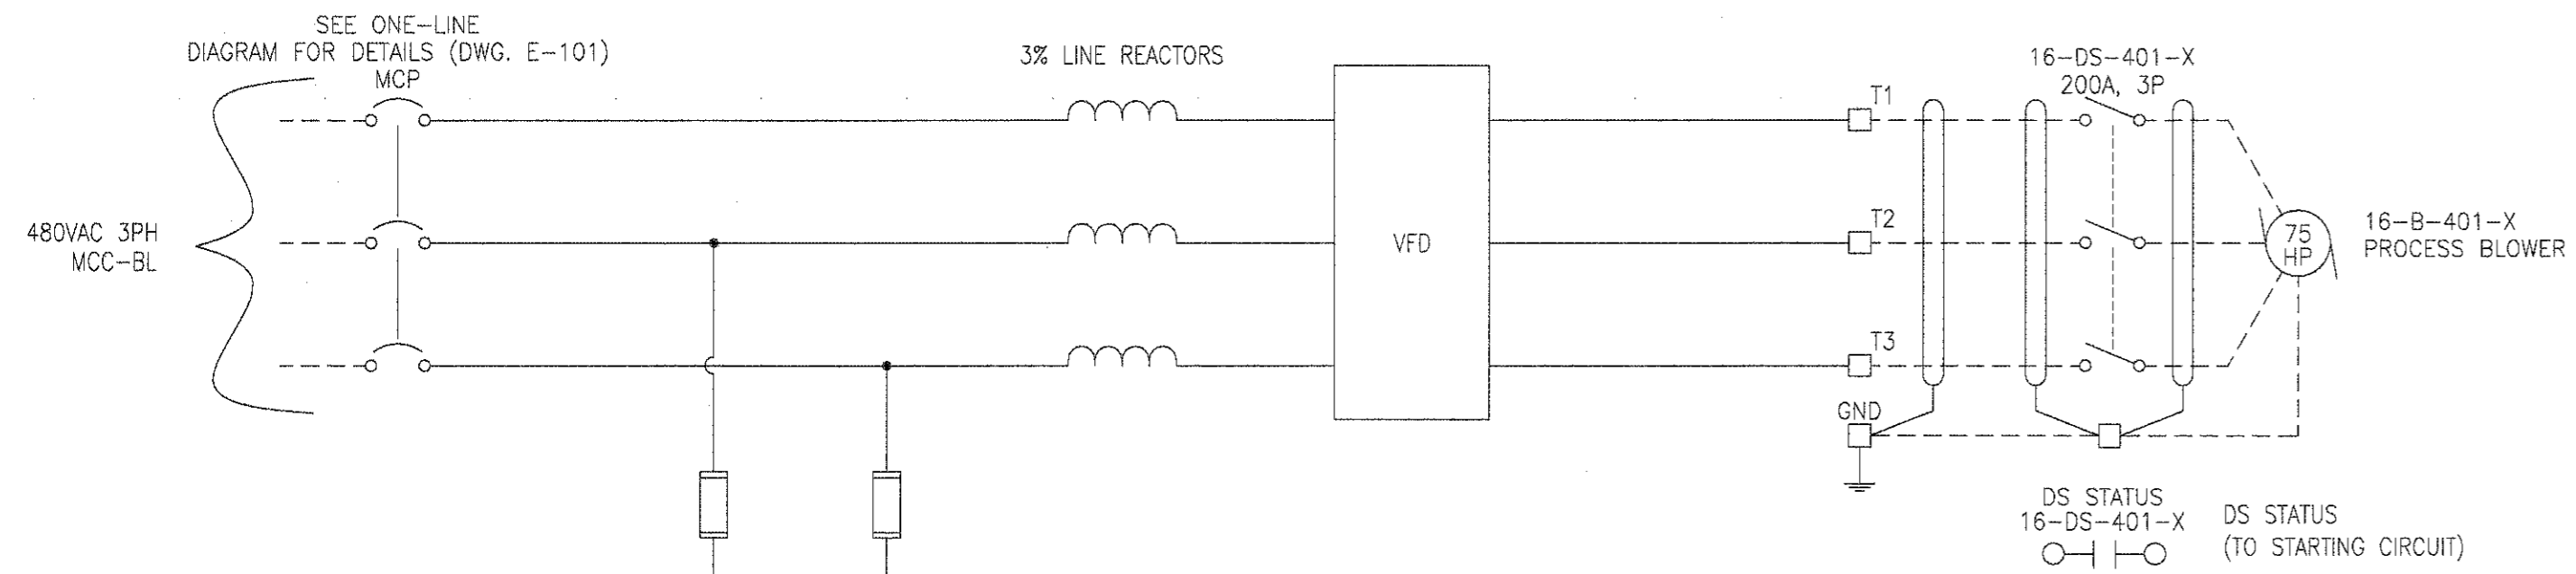 SEE ONE-LINE
DIAGRAM FOR DETAILS (DWG. E-101)
MCP
3% LINE REACTORS
480VAC 3PH
MCC-BL
VFD
T1
T2
T3
GND
16-DS-401-X
200A, 3P
75
HP
16-B-401-X
PROCESS BLOWER
DS STATUS
16-DS-401-X
DS STATUS
(TO STARTING CIRCUIT)